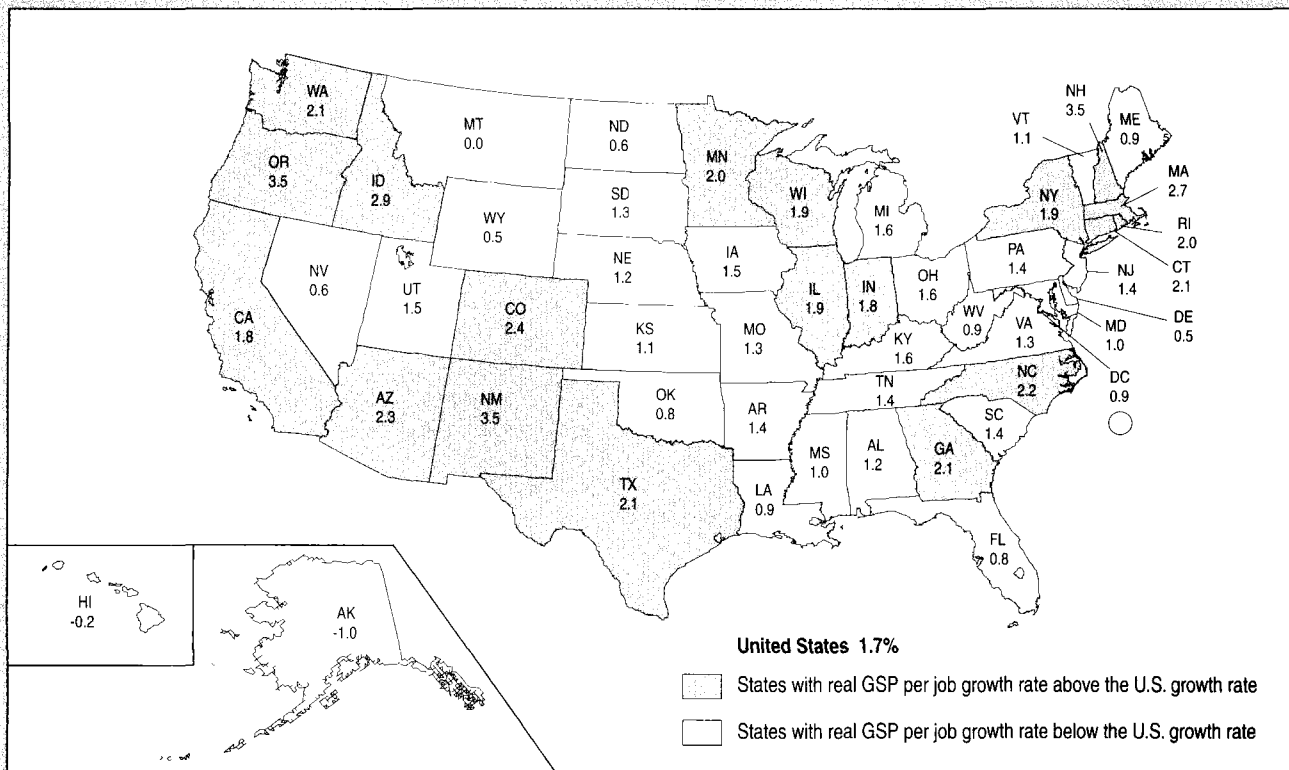 WA
2.1
OR
3.5
ID
2.9
MT
0.0
ND
0.6
MN
2.0
WI
1.9
MI
1.6
NH
3.5
VT
1.1
ME
0.9
MA
2.7
NY
1.9
RI
2.0
CT
2.1
SD
1.3
WY
0.5
NE
1.2
IA
1.5
PA
1.4
NJ
1.4
DE
0.5
MD
1.0
DC
0.9
NV
0.6
UT
1.5
CO
2.4
CA
1.8
KS
1.1
MO
1.3
IL
1.9
IN
1.8
OH
1.6
WV
0.9
VA
1.3
KY
1.6
TN
1.4
NC
2.2
SC
1.4
AZ
2.3
NM
3.5
OK
0.8
AR
1.4
TX
2.1
LA
0.9
MS
1.0
AL
1.2
GA
2.1
FL
0.8
HI
-0.2
AK
-1.0
United States 1.7%
States with real GSP per job growth rate above the U.S. growth rate
States with real GSP per job growth rate below the U.S. growth rate